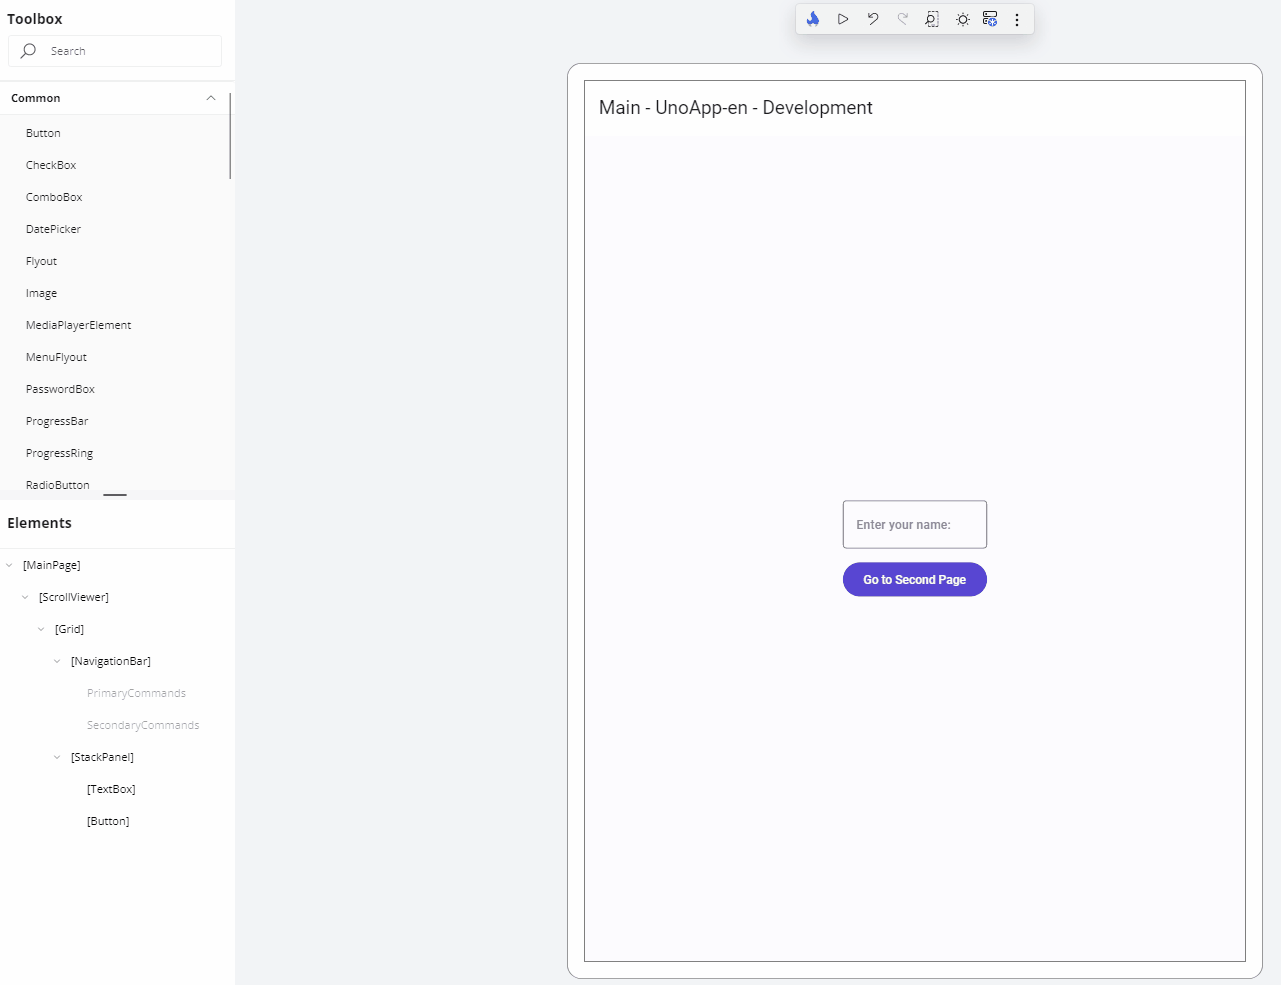 Toolbox
Search
Common
Button
CheckBox
ComboBox
DatePicker
Flyout
Image
MediaPlayerElement
MenuFlyout
PasswordBox
ProgressBar
ProgressRing
RadioButton
Elements
[MainPage]
[ScrollViewer]
[Grid]
[NavigationBar]
PrimaryCommands
SecondaryCommands
[StackPanel]
[TextBox]
[Button]
Main - UnoApp-en - Development
Enter your name:
Go to Second Page